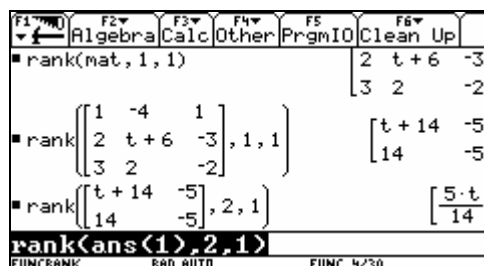 F1 F2 F3 F4 F5 F6
Algebra Calc Other PrgmIO Clean Up
rank(mat,1,1) [2 t+6 -3
[3 2 -2
[1 -4 1]
rank([2 t+6 -3],1,1) [t+14 -5
[3 2 -2] [14 -5
rank([t+14 -5],2,1) [5·t
[14 -5] 14
rank(ans(1),2,1)
FUNCRANK RAD AUTO FUNC 4/30